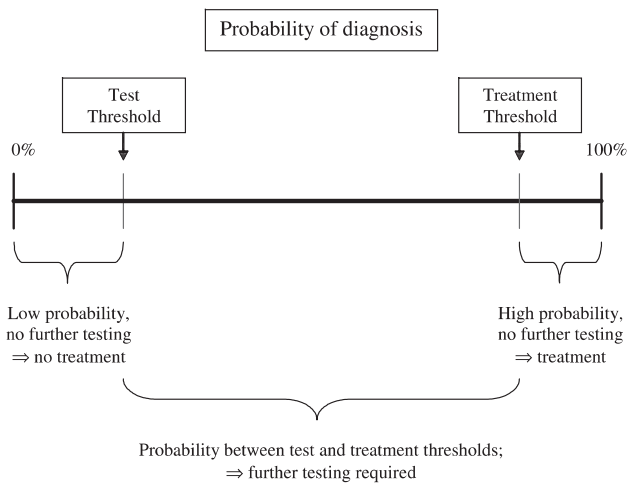 Probability of diagnosis
Test
Threshold
Treatment
Threshold
0%
100%
Low probability,
no further testing
⇒ no treatment
High probability,
no further testing
⇒ treatment
Probability between test and treatment thresholds;
⇒ further testing required